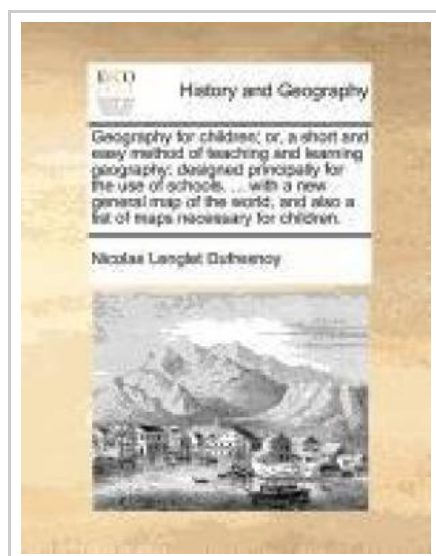 ECCO
History and Geography
Geography for children; or, a short and
easy method of teaching and learning
geography: designed principally for
the use of schools. ... with a new
general map of the world, and also a
list of maps necessary for children.
Nicolas Lenglet Dufresnoy